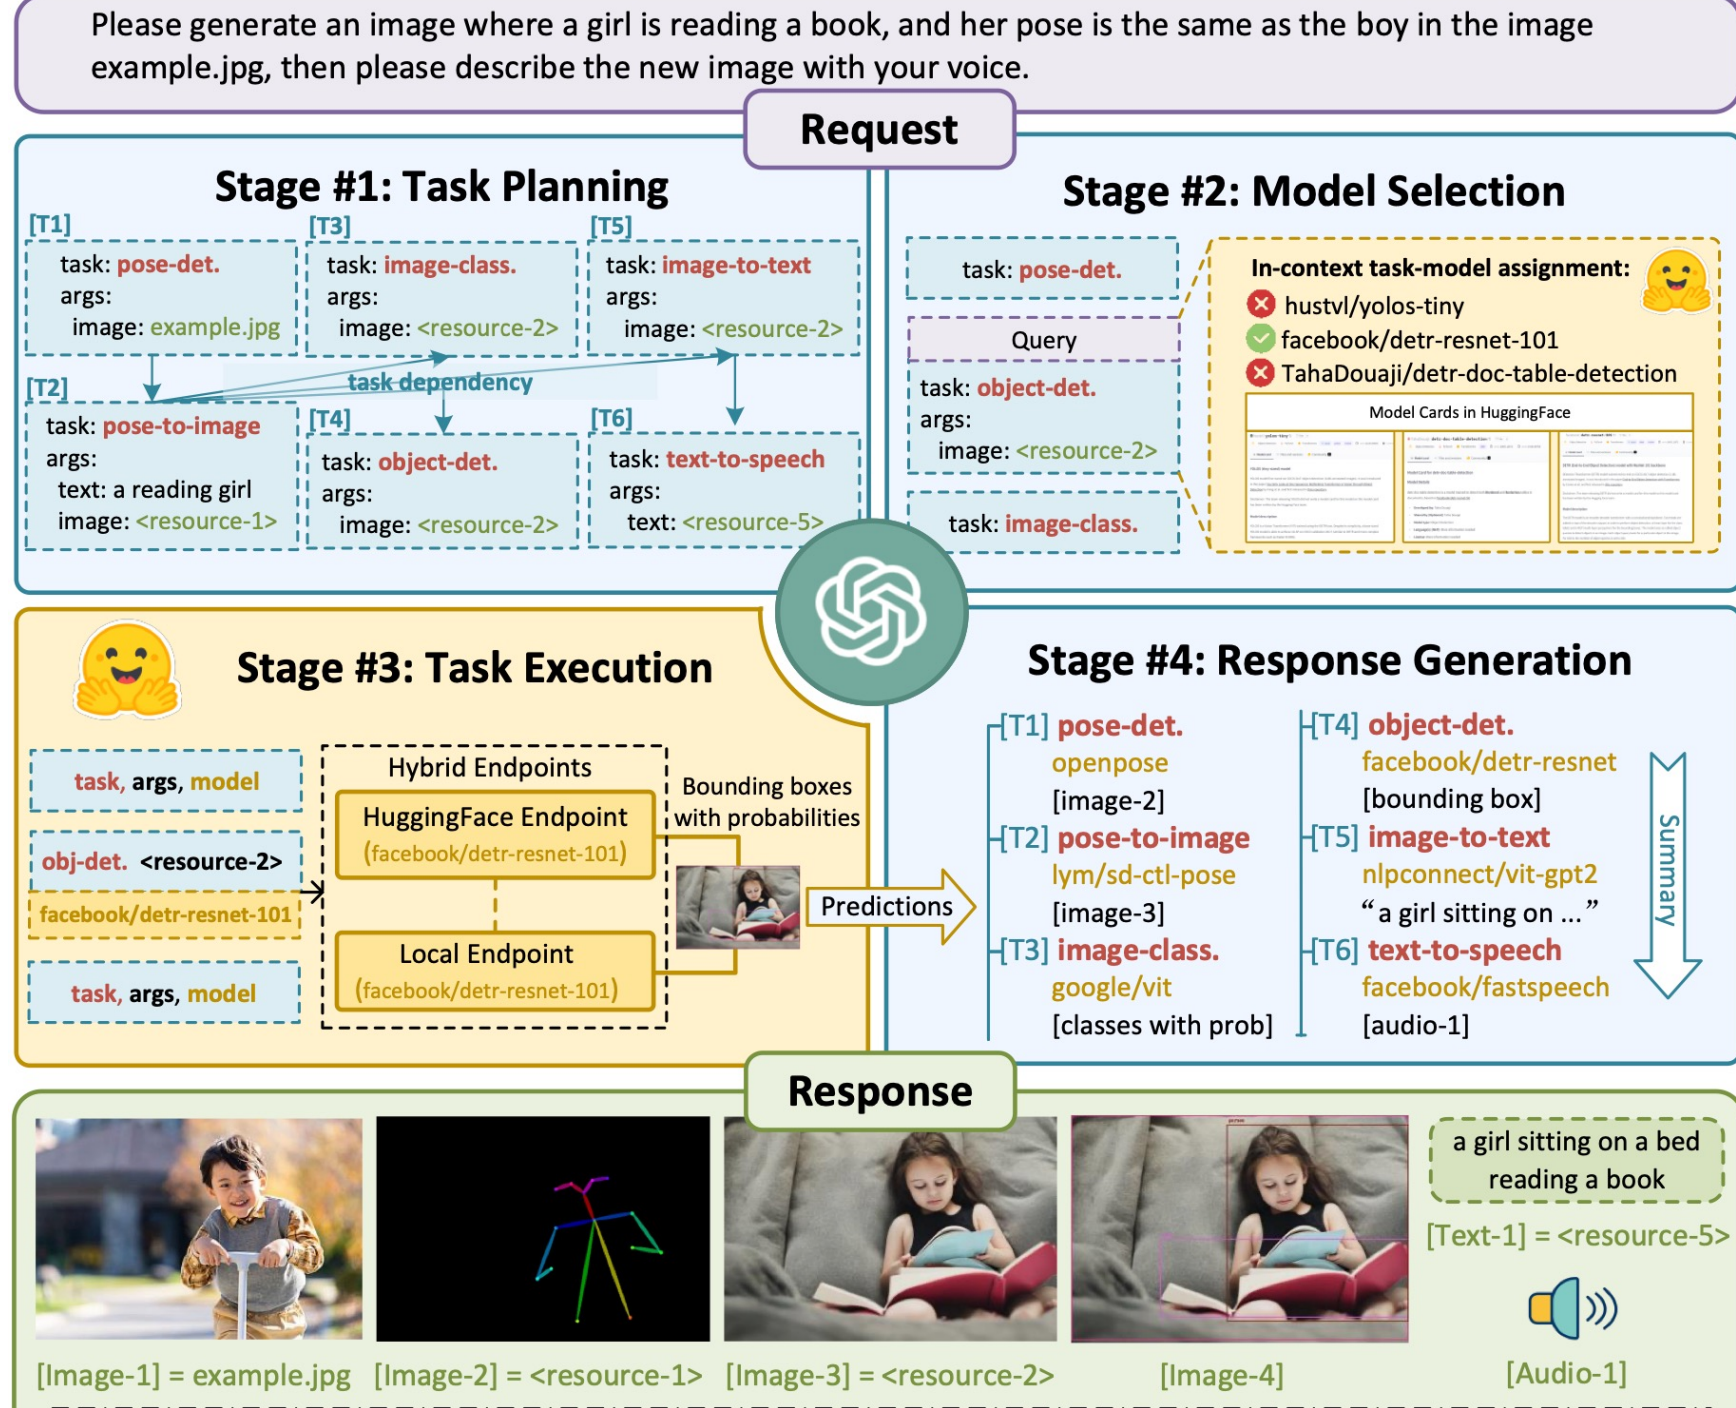 Please generate an image where a girl is reading a book, and her pose is the same as the boy in the image
example.jpg, then please describe the new image with your voice.
Request
Stage #1: Task Planning
[T1]
task: pose-det.
args:
image: example.jpg
[T3]
task: image-class.
args:
image: <resource-2>
[T5]
task: image-to-text
args:
image: <resource-2>
task dependency
[T2]
task: pose-to-image
args:
text: a reading girl
image: <resource-1>
[T4]
task: object-det.
args:
image: <resource-2>
[T6]
task: text-to-speech
args:
text: <resource-5>
Stage #2: Model Selection
task: pose-det.
Query
task: object-det.
args:
image: <resource-2>
task: image-class.
In-context task-model assignment:
hustvl/yolos-tiny
facebook/detr-resnet-101
TahaDouaji/detr-doc-table-detection
Model Cards in HuggingFace
Stage #3: Task Execution
task, args, model
obj-det. <resource-2>
facebook/detr-resnet-101
task, args, model
Hybrid Endpoints
HuggingFace Endpoint
(facebook/detr-resnet-101)
Local Endpoint
(facebook/detr-resnet-101)
Bounding boxes
with probabilities
Predictions
Stage #4: Response Generation
[T1] pose-det.
openpose
[image-2]
[T2] pose-to-image
lym/sd-ctl-pose
[image-3]
[T3] image-class.
google/vit
[classes with prob]
[T4] object-det.
facebook/detr-resnet
[bounding box]
[T5] image-to-text
nlpconnect/vit-gpt2
“a girl sitting on ...”
[T6] text-to-speech
facebook/fastspeech
[audio-1]
Summary
Response
person
a girl sitting on a bed
reading a book
[Text-1] = <resource-5>
[Image-1] = example.jpg
[Image-2] = <resource-1>
[Image-3] = <resource-2>
[Image-4]
[Audio-1]